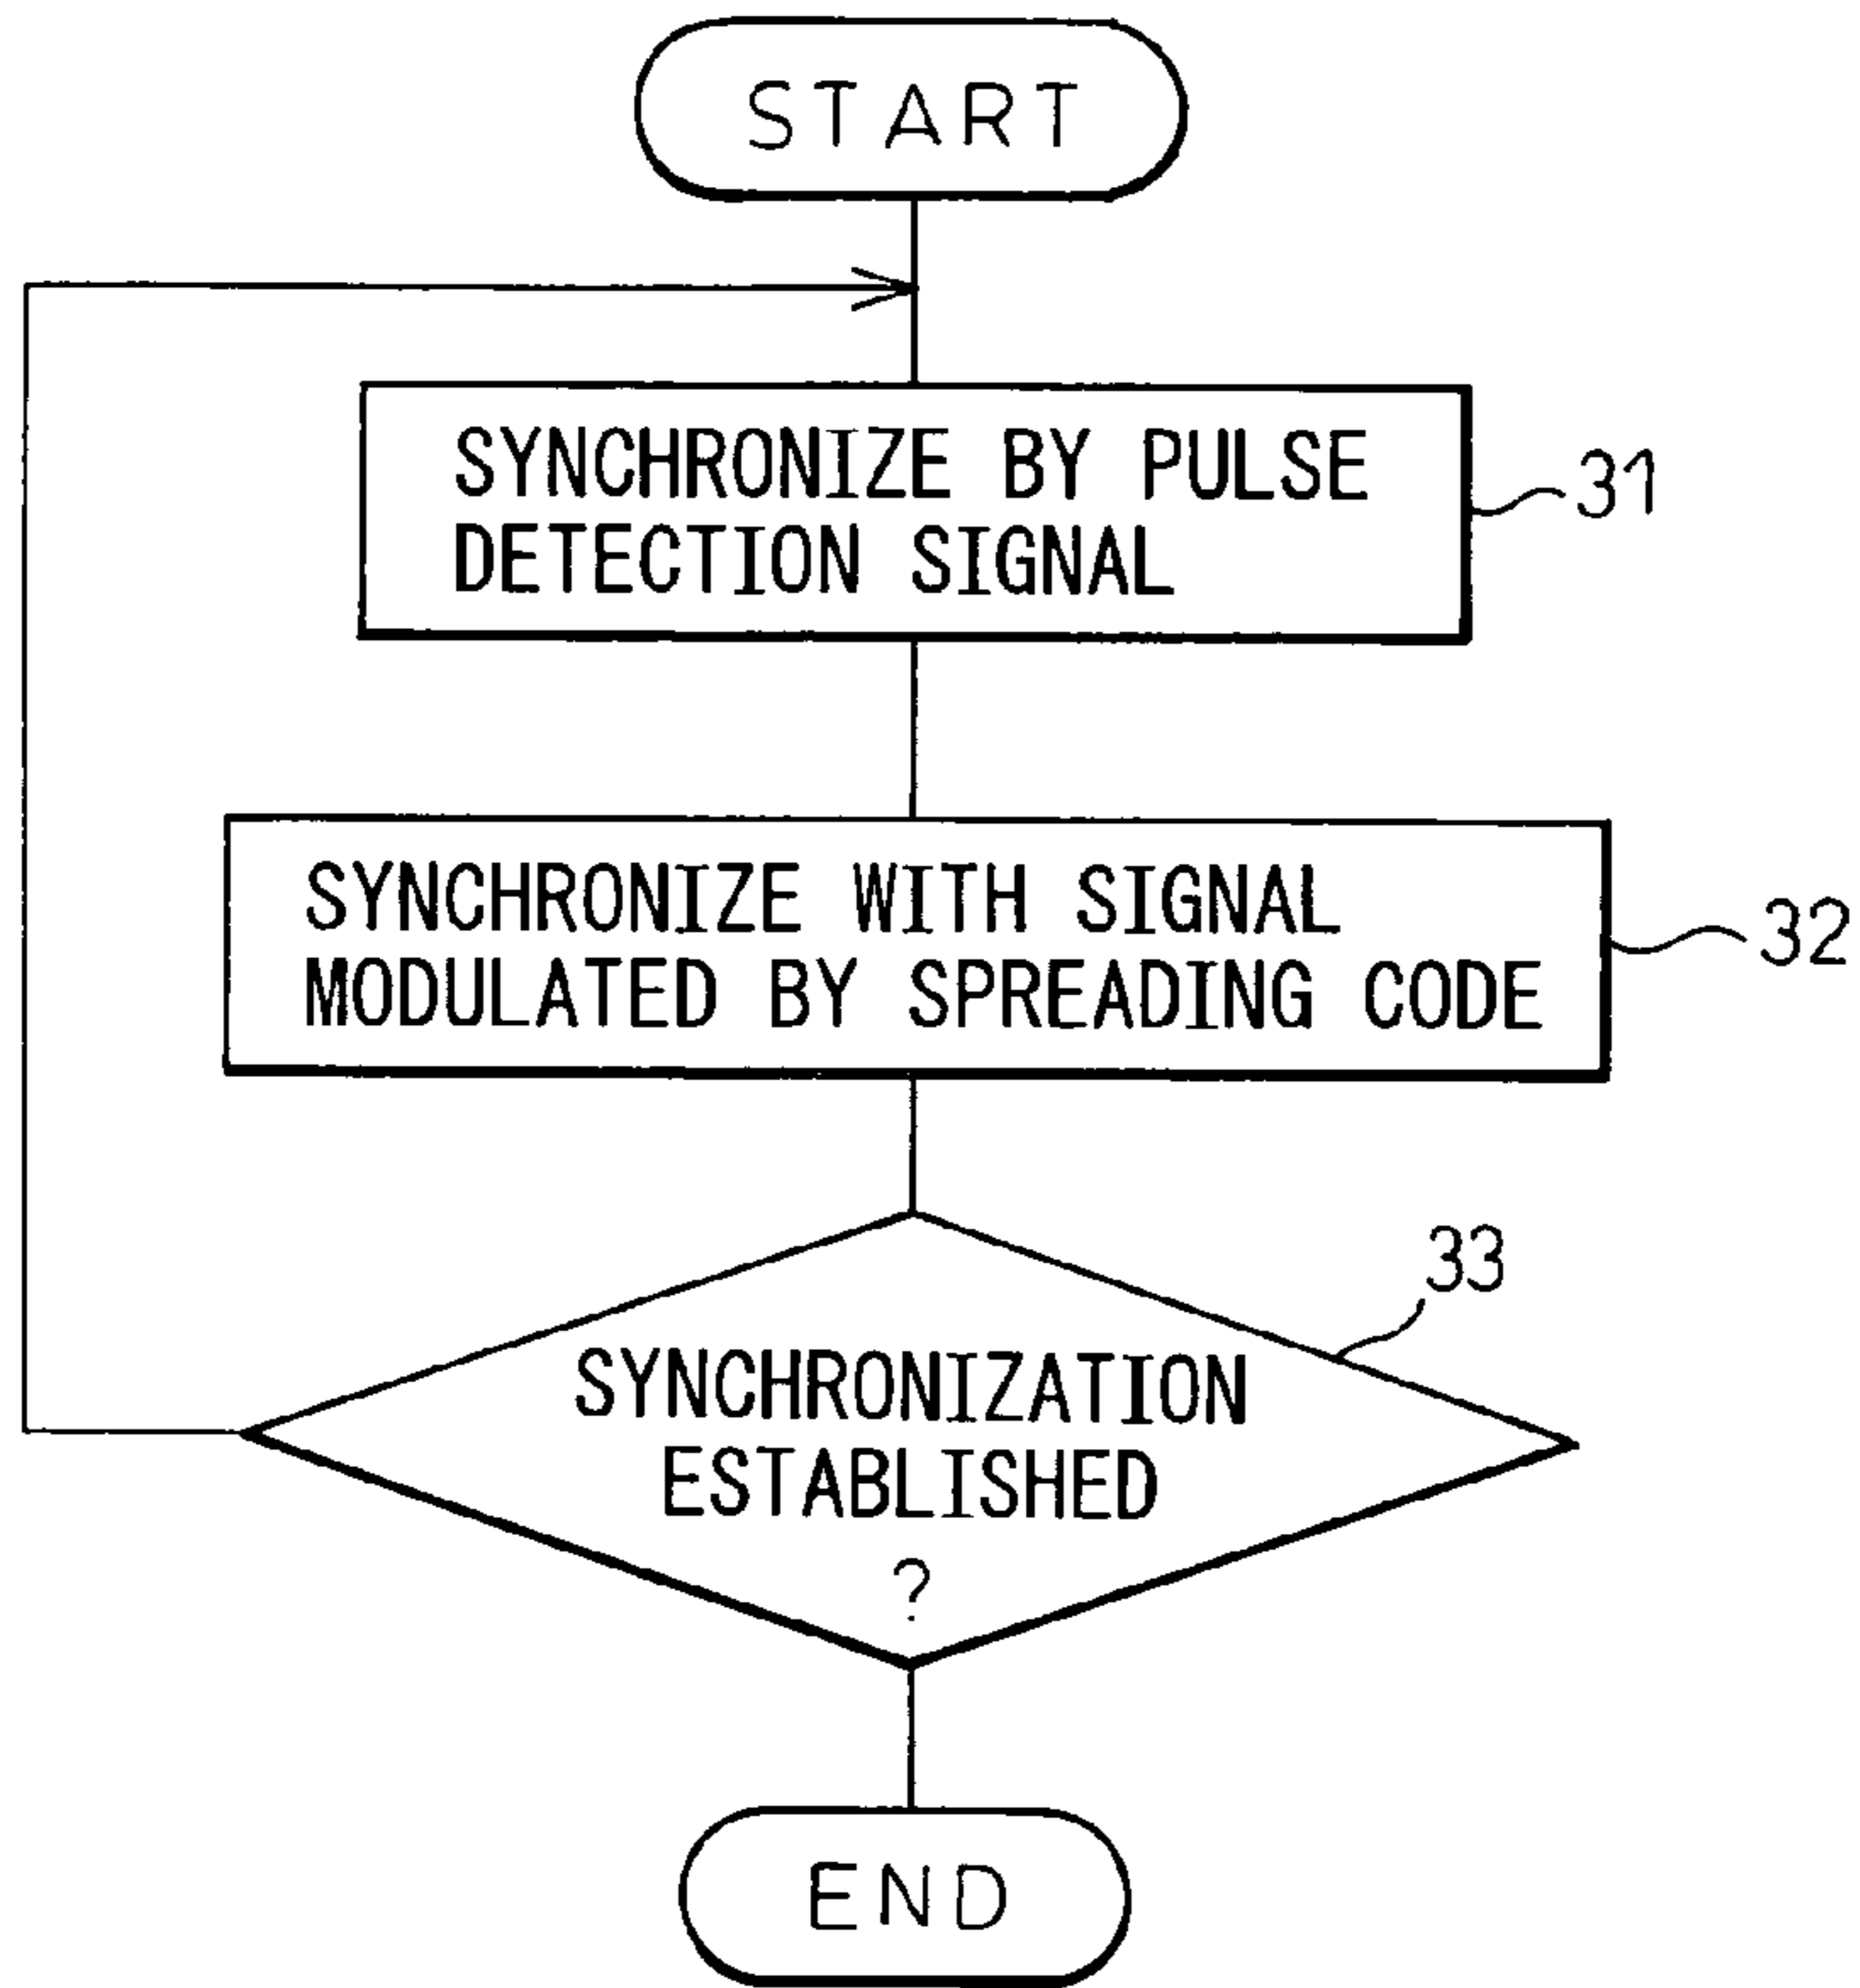 START
SYNCHRONIZE BY PULSE
DETECTION SIGNAL
31
SYNCHRONIZE WITH SIGNAL
MODULATED BY SPREADING CODE
32
33
SYNCHRONIZATION
ESTABLISHED
?
END